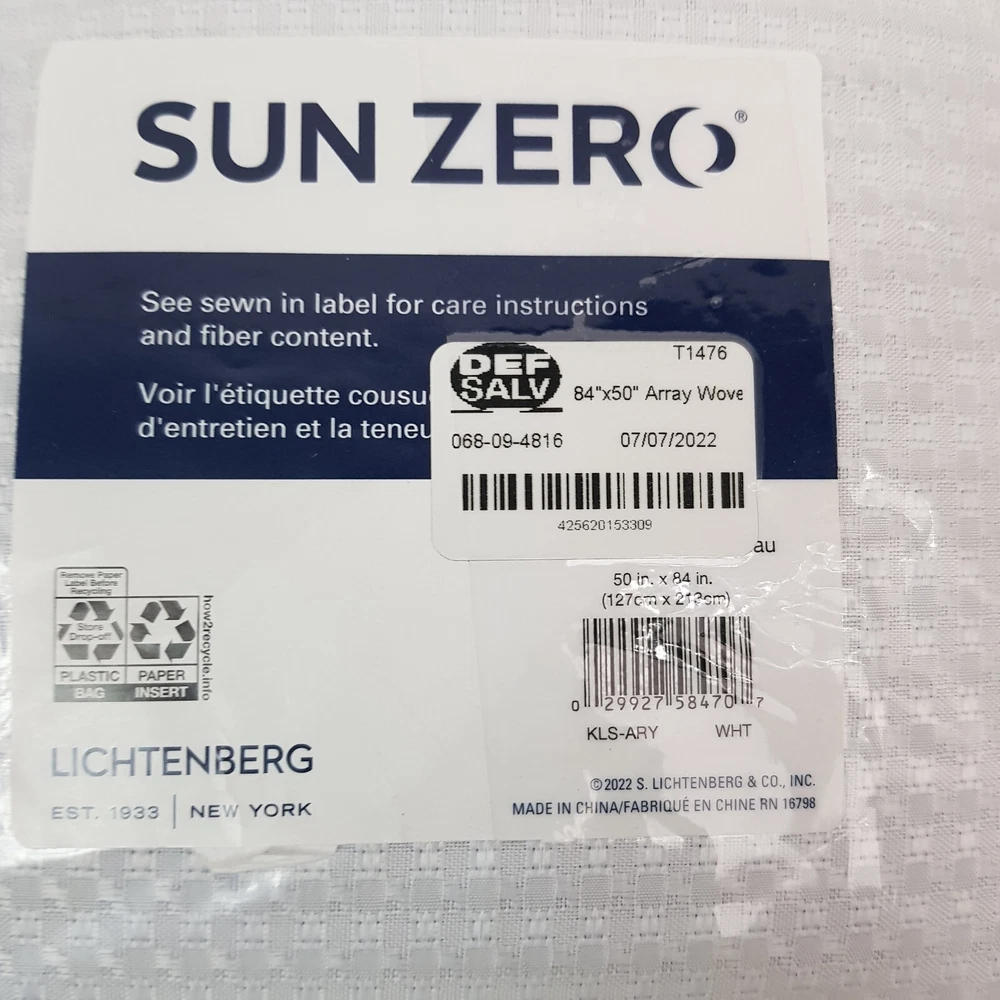 SUN ZERO®
See sewn in label for care instructions
and fiber content.
Voir l'étiquette cousu
d'entretien et la teneu
DEF
SALV
T1476
84"x50" Array Wove
068-09-4816
07/07/2022
425620153309
au
50 in. x 84 in.
(127cm x 213cm)
0 29927 58470 7
KLS-ARY WHT
Remove Paper
Label Before
Recycling
Store
Drop-off
PLASTIC
BAG
PAPER
INSERT
how2recycle.info
LICHTENBERG
EST. 1933 | NEW YORK
©2022 S. LICHTENBERG & CO., INC.
MADE IN CHINA/FABRIQUÉ EN CHINE RN 16798